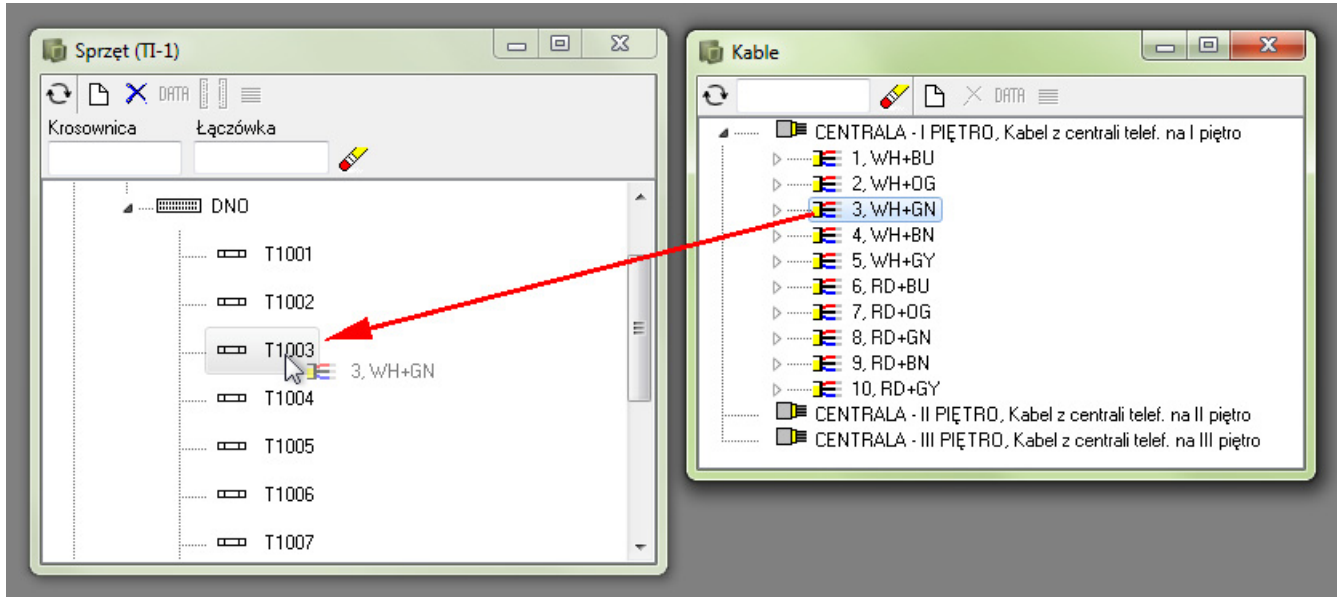 Sprzęt (TI-1)
DATA
Krosownica Łączówka
DN0
T1001
T1002
T1003
3, WH+GN
T1004
T1005
T1006
T1007
Kable
DATA
CENTRALA - I PIĘTRO, Kabel z centrali telef. na I piętro
1, WH+BU
2, WH+OG
3, WH+GN
4, WH+BN
5, WH+GY
6, RD+BU
7, RD+OG
8, RD+GN
9, RD+BN
10, RD+GY
CENTRALA - II PIĘTRO, Kabel z centrali telef. na II piętro
CENTRALA - III PIĘTRO, Kabel z centrali telef. na III piętro